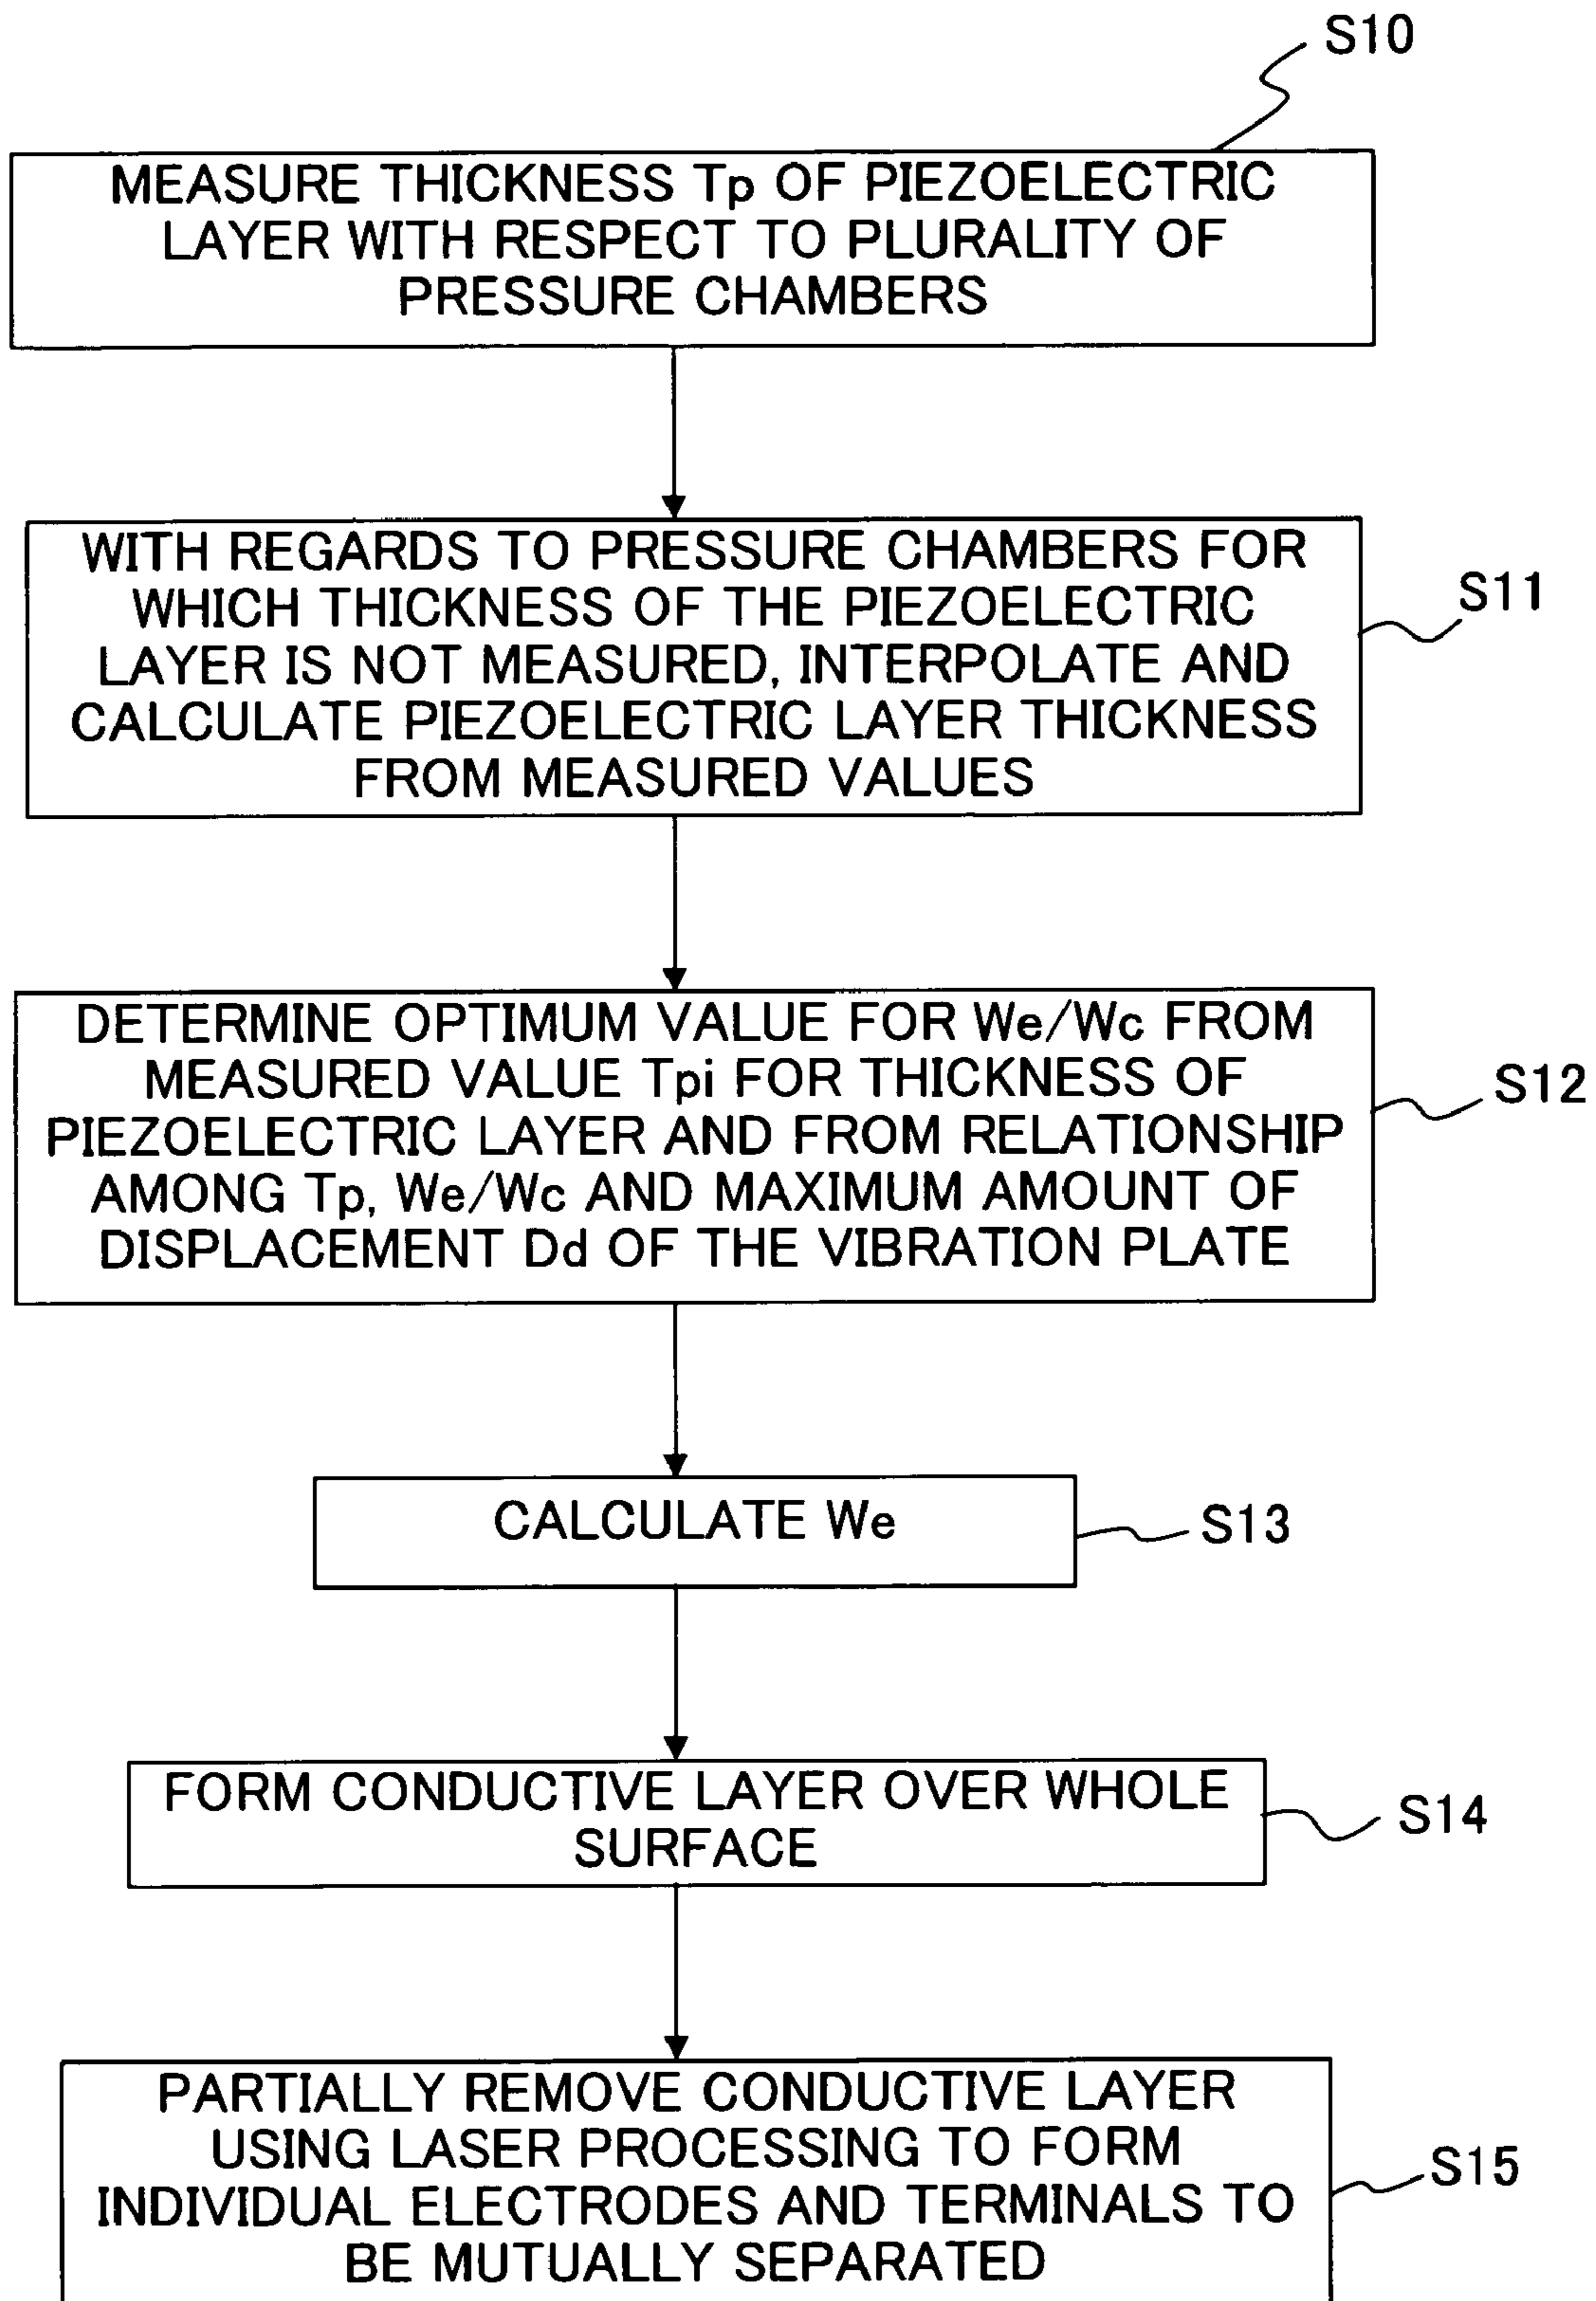 S10
MEASURE THICKNESS Tp OF PIEZOELECTRIC
LAYER WITH RESPECT TO PLURALITY OF
PRESSURE CHAMBERS
WITH REGARDS TO PRESSURE CHAMBERS FOR
WHICH THICKNESS OF THE PIEZOELECTRIC
LAYER IS NOT MEASURED, INTERPOLATE AND
CALCULATE PIEZOELECTRIC LAYER THICKNESS
FROM MEASURED VALUES
S11
DETERMINE OPTIMUM VALUE FOR We/Wc FROM
MEASURED VALUE Tpi FOR THICKNESS OF
PIEZOELECTRIC LAYER AND FROM RELATIONSHIP
AMONG Tp, We/Wc AND MAXIMUM AMOUNT OF
DISPLACEMENT Dd OF THE VIBRATION PLATE
S12
CALCULATE We
S13
FORM CONDUCTIVE LAYER OVER WHOLE
SURFACE
S14
PARTIALLY REMOVE CONDUCTIVE LAYER
USING LASER PROCESSING TO FORM
INDIVIDUAL ELECTRODES AND TERMINALS TO
BE MUTUALLY SEPARATED
S15